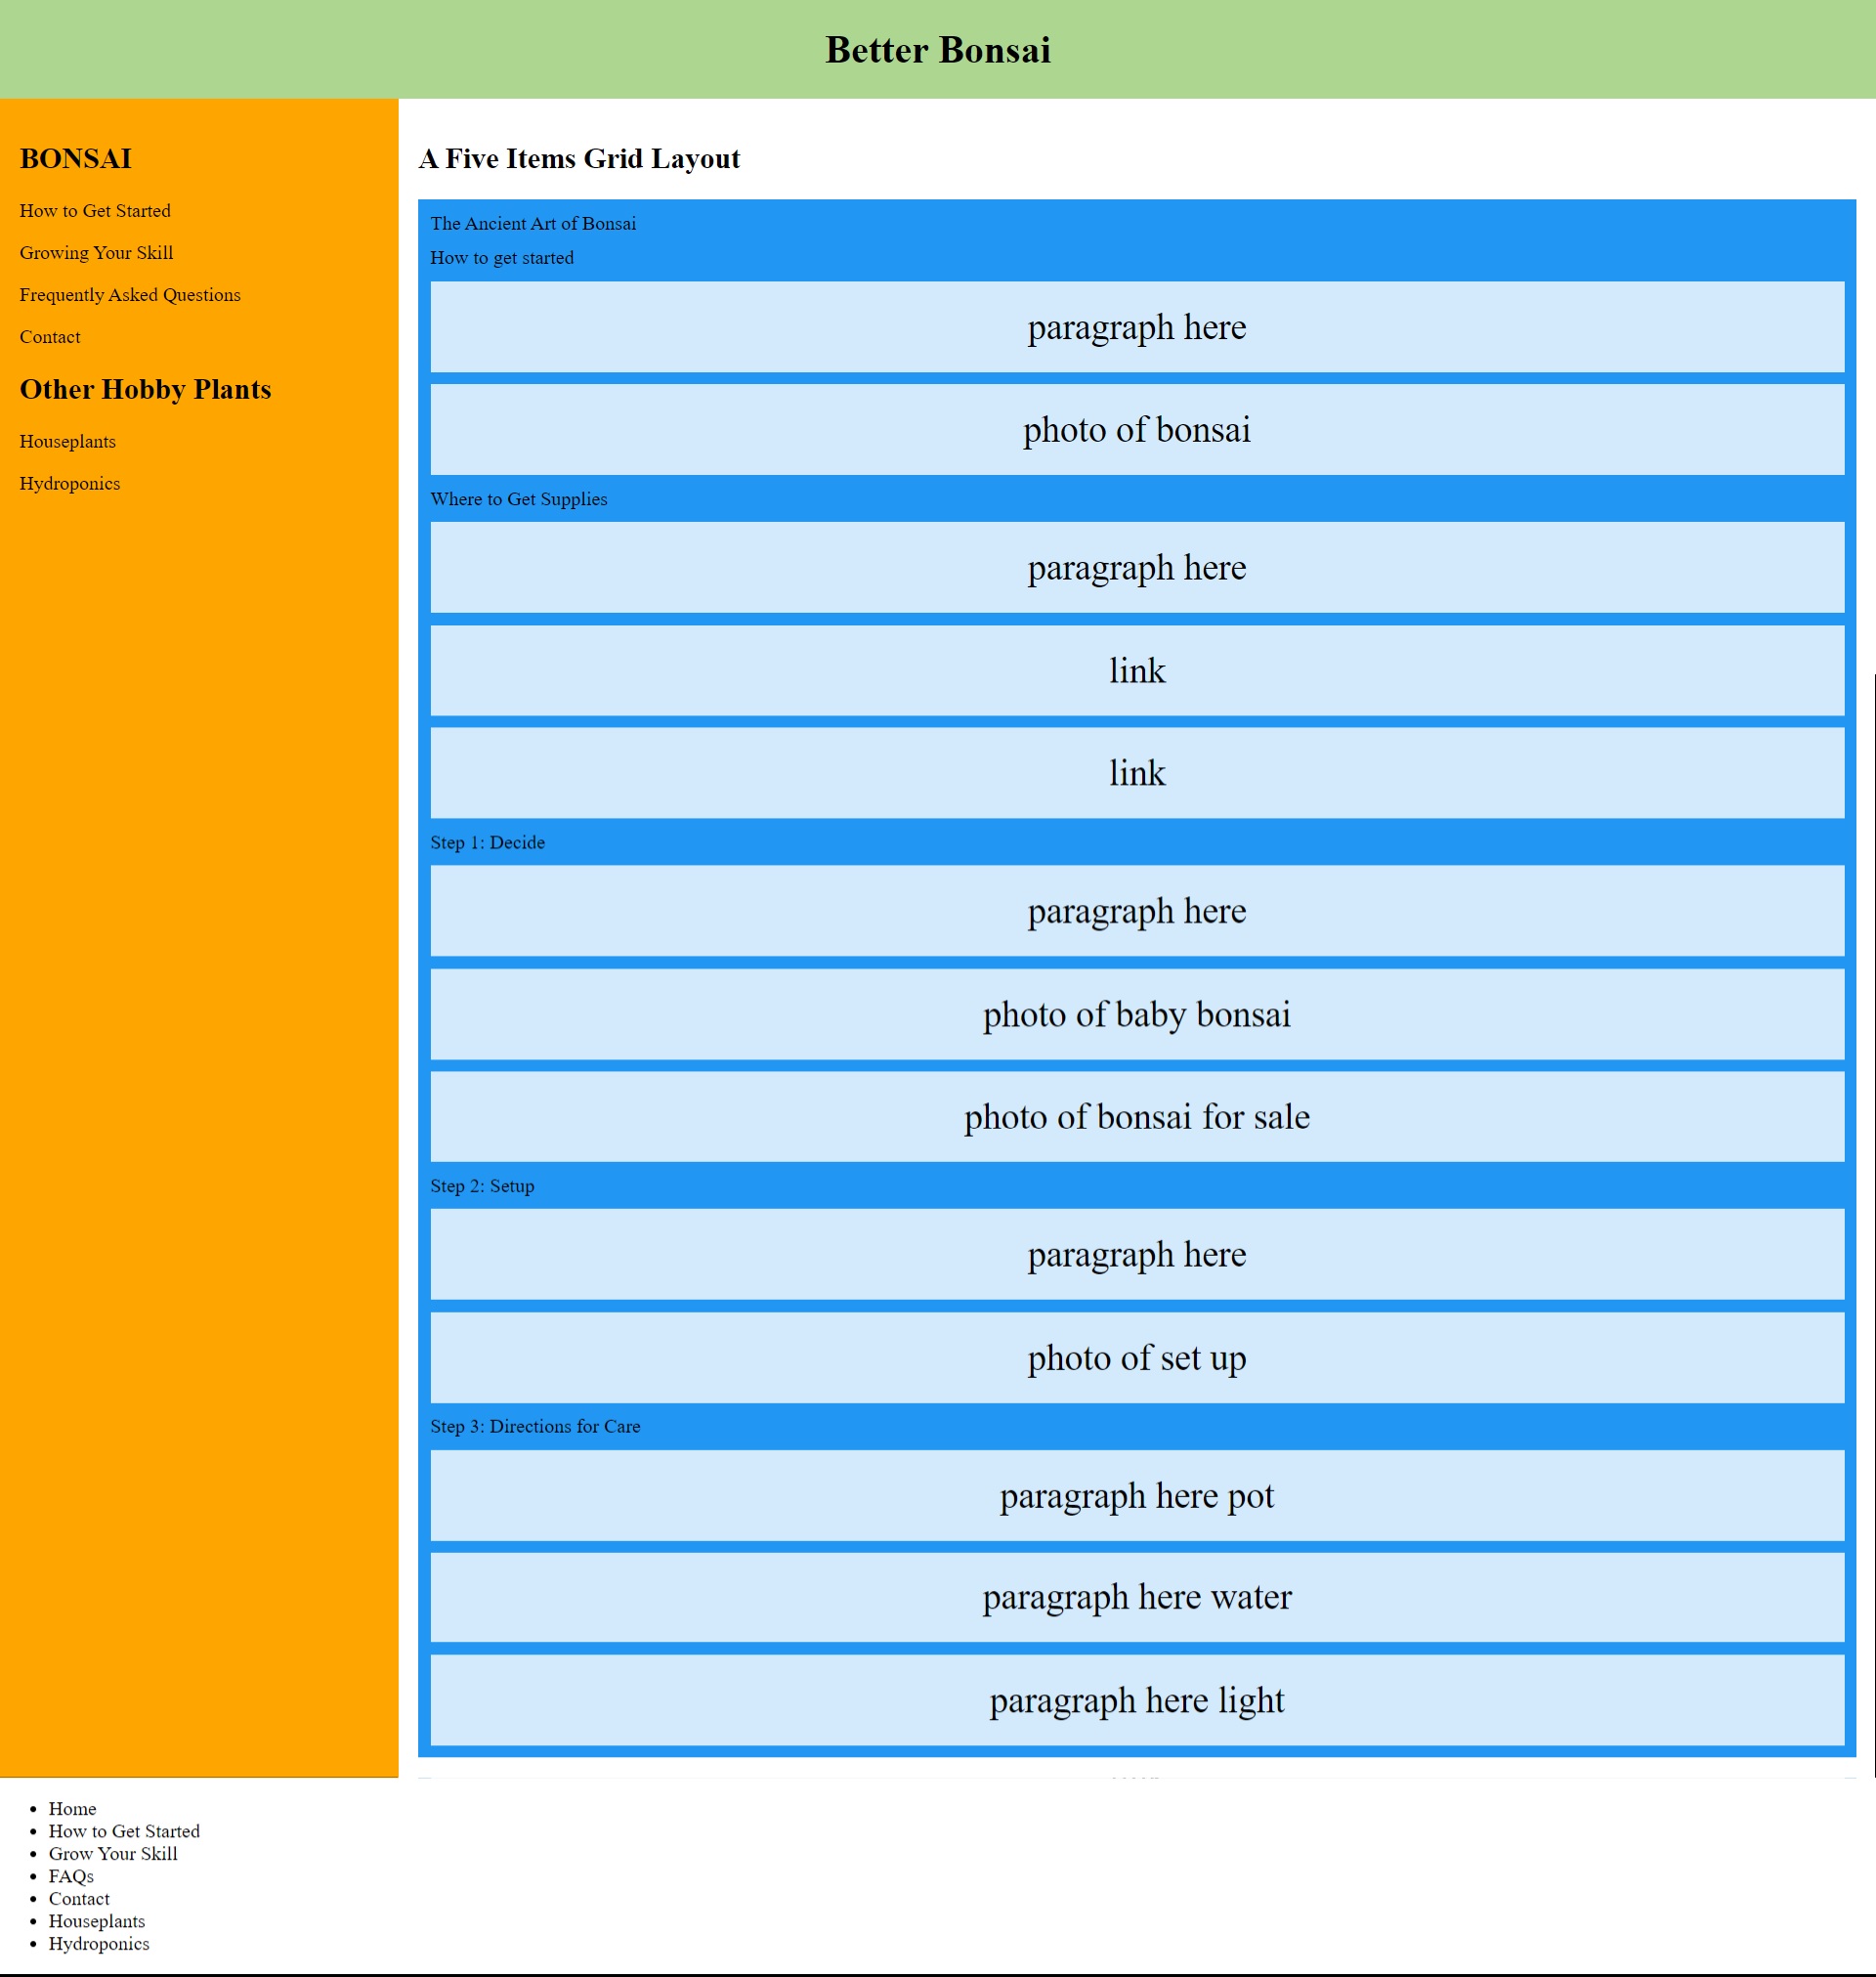 Better Bonsai
BONSAI
How to Get Started
Growing Your Skill
Frequently Asked Questions
Contact
Other Hobby Plants
Houseplants
Hydroponics
A Five Items Grid Layout
The Ancient Art of Bonsai
How to get started
paragraph here
photo of bonsai
Where to Get Supplies
paragraph here
link
link
Step 1: Decide
paragraph here
photo of baby bonsai
photo of bonsai for sale
Step 2: Setup
paragraph here
photo of set up
Step 3: Directions for Care
paragraph here pot
paragraph here water
paragraph here light
• Home
• How to Get Started
• Grow Your Skill
• FAQs
• Contact
• Houseplants
• Hydroponics